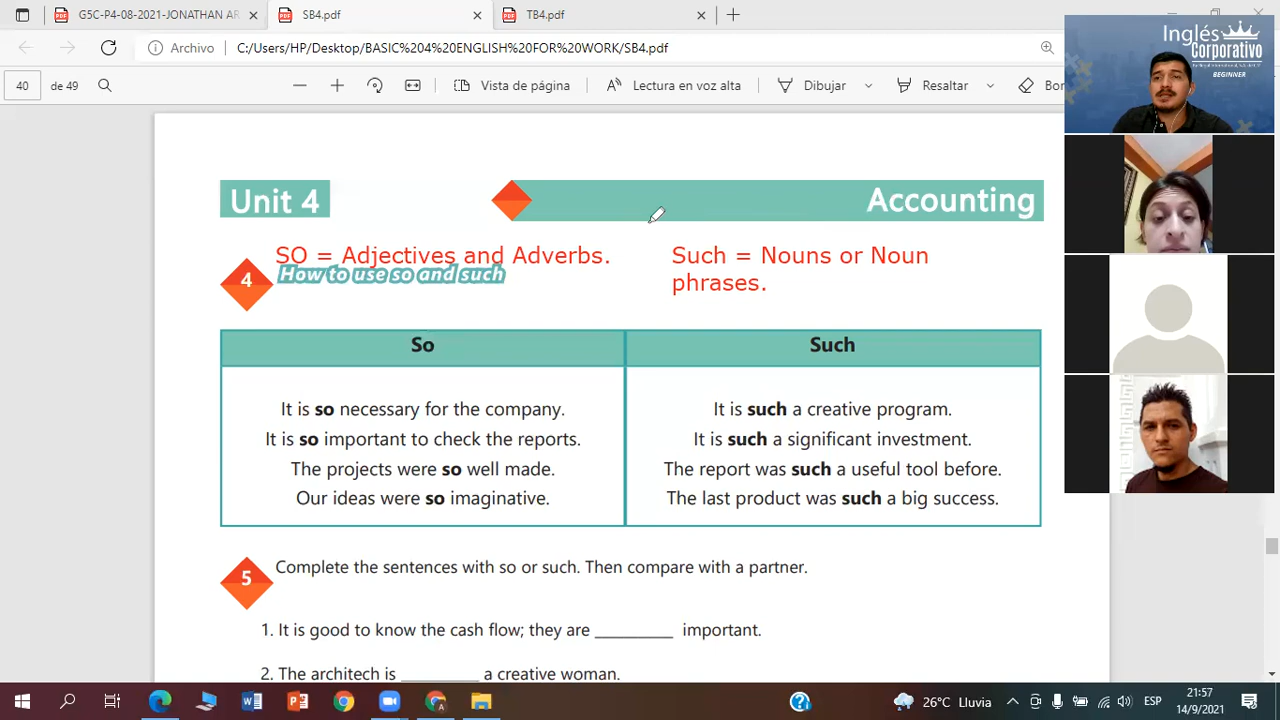 G5C-P4-08-2021-JONATHAN AR
SB4.pdf
TB4.pdf
Archivo
C:/Users/HP/Desktop/BASIC%204%20ENGLISH%20FOR%20WORK/SB4.pdf
40
de 49
Vista de página
Lectura en voz alta
Dibujar
Resaltar
Bor
Inglés
Corporativo
BEGINNER
Unit 4
Accounting
SO = Adjectives and Adverbs.
Such = Nouns or Noun
phrases.
4
How to use so and such
So
Such
It is so necessary for the company.
It is such a creative program.
It is so important to check the reports.
It is such a significant investment.
The projects were so well made.
The report was such a useful tool before.
Our ideas were so imaginative.
The last product was such a big success.
5
Complete the sentences with so or such. Then compare with a partner.
1. It is good to know the cash flow; they are _________ important.
2. The architech is _________ a creative woman.
26°C Lluvia
ESP
21:57
14/9/2021